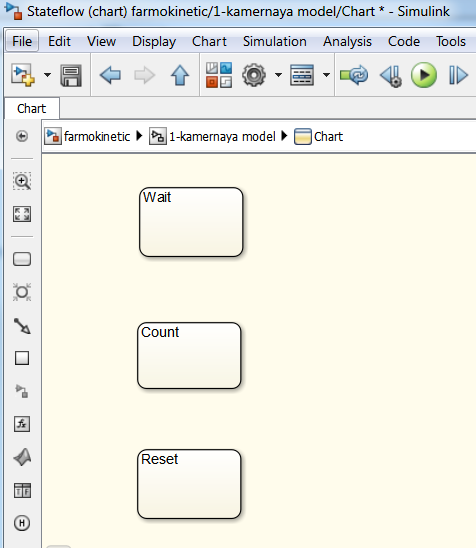 Stateflow (chart) farmokinetic/1-kamernaya model/Chart * - Simulink
File Edit View Display Chart Simulation Analysis Code Tools
Chart
farmokinetic 1-kamernaya model Chart
Wait
Count
Reset
fx
T F
H